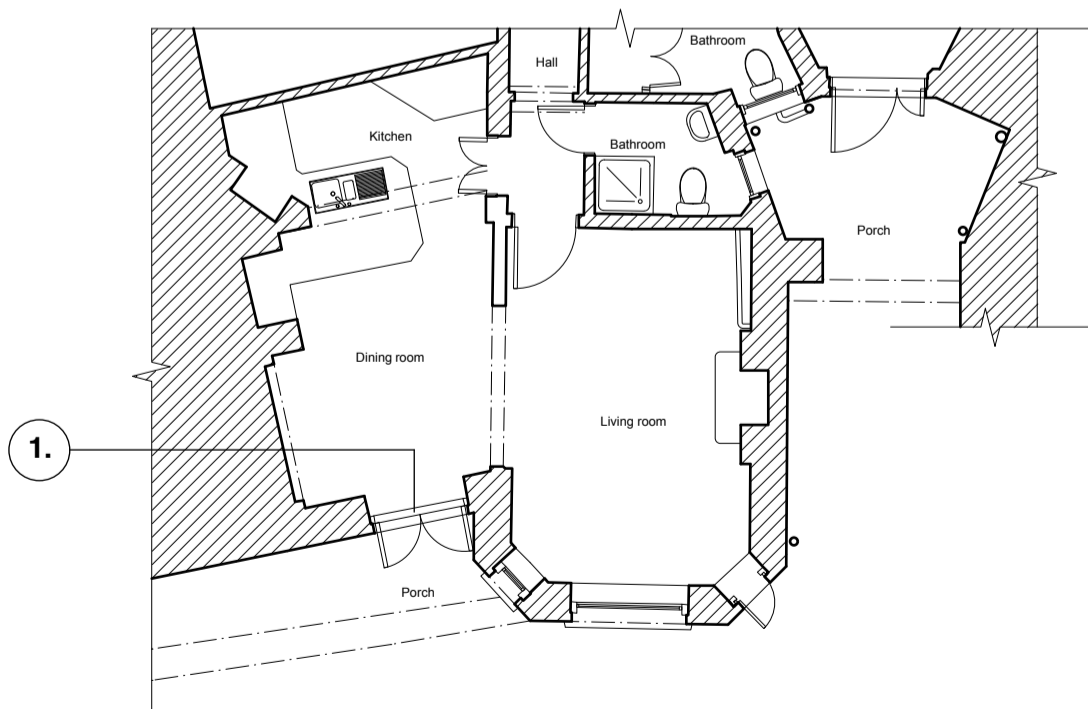 Bathroom
Hall
Kitchen
Bathroom
Porch
Dining room
Living room
1.
Porch